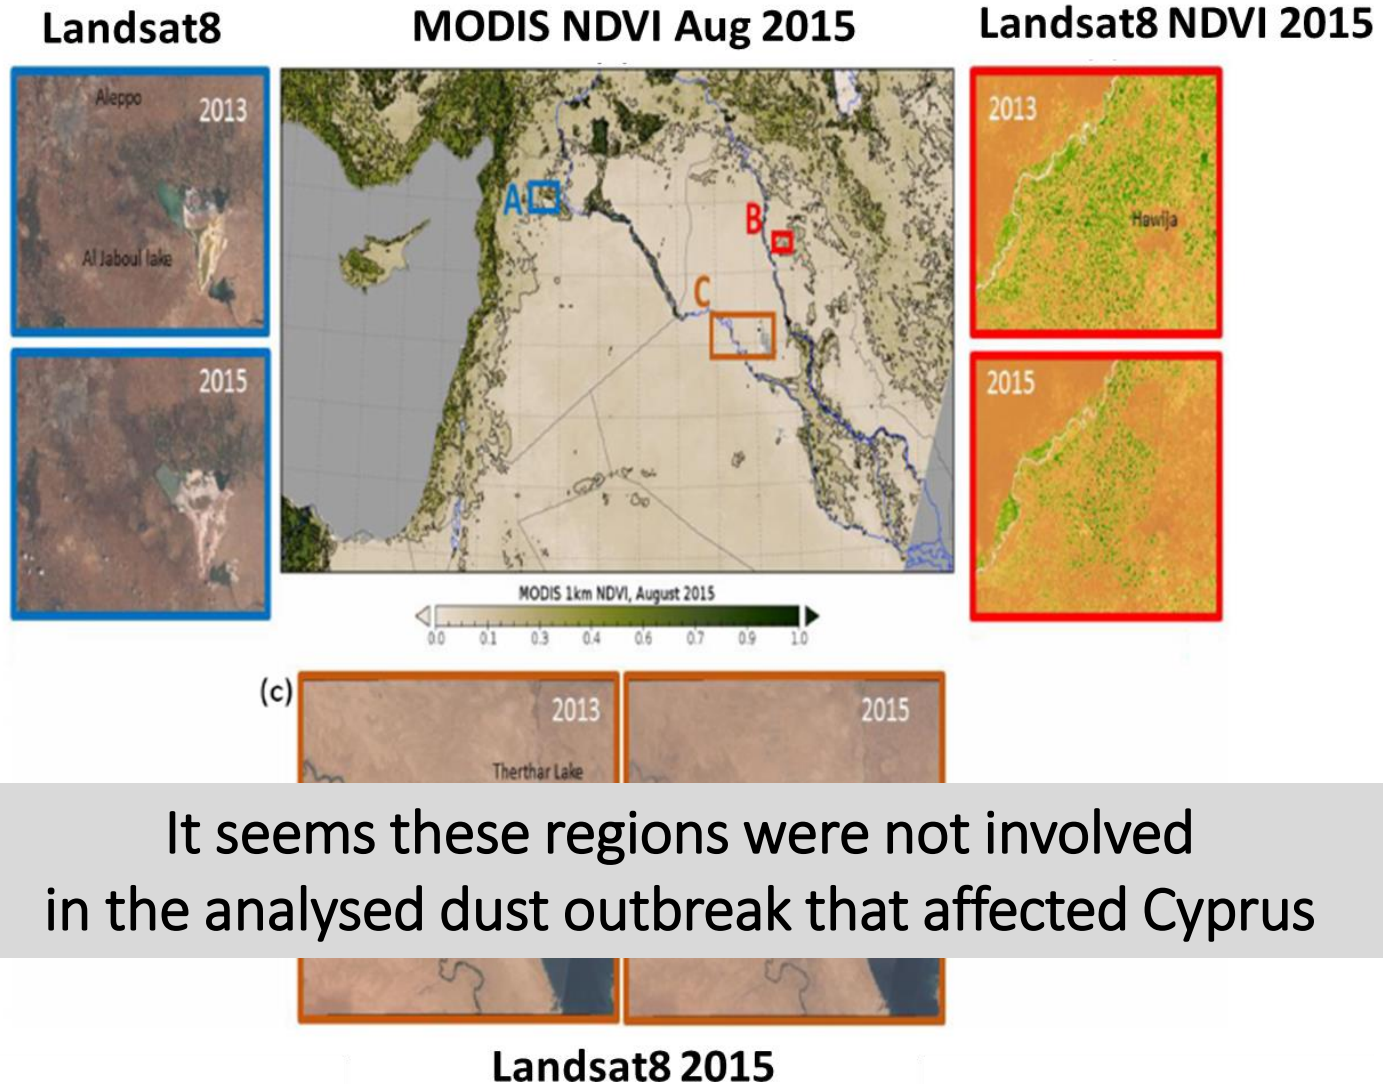 Landsat8
MODIS NDVI Aug 2015
Landsat8 NDVI 2015
Aleppo
2013
Al Jaboul lake
2015
A
B
C
2013
Hawija
2015
MODIS 1km NDVI, August 2015
0.0 0.1 0.3 0.4 0.6 0.7 0.9 1.0
(c)
2013
Therthar Lake
2015
It seems these regions were not involved
in the analysed dust outbreak that affected Cyprus
Landsat8 2015